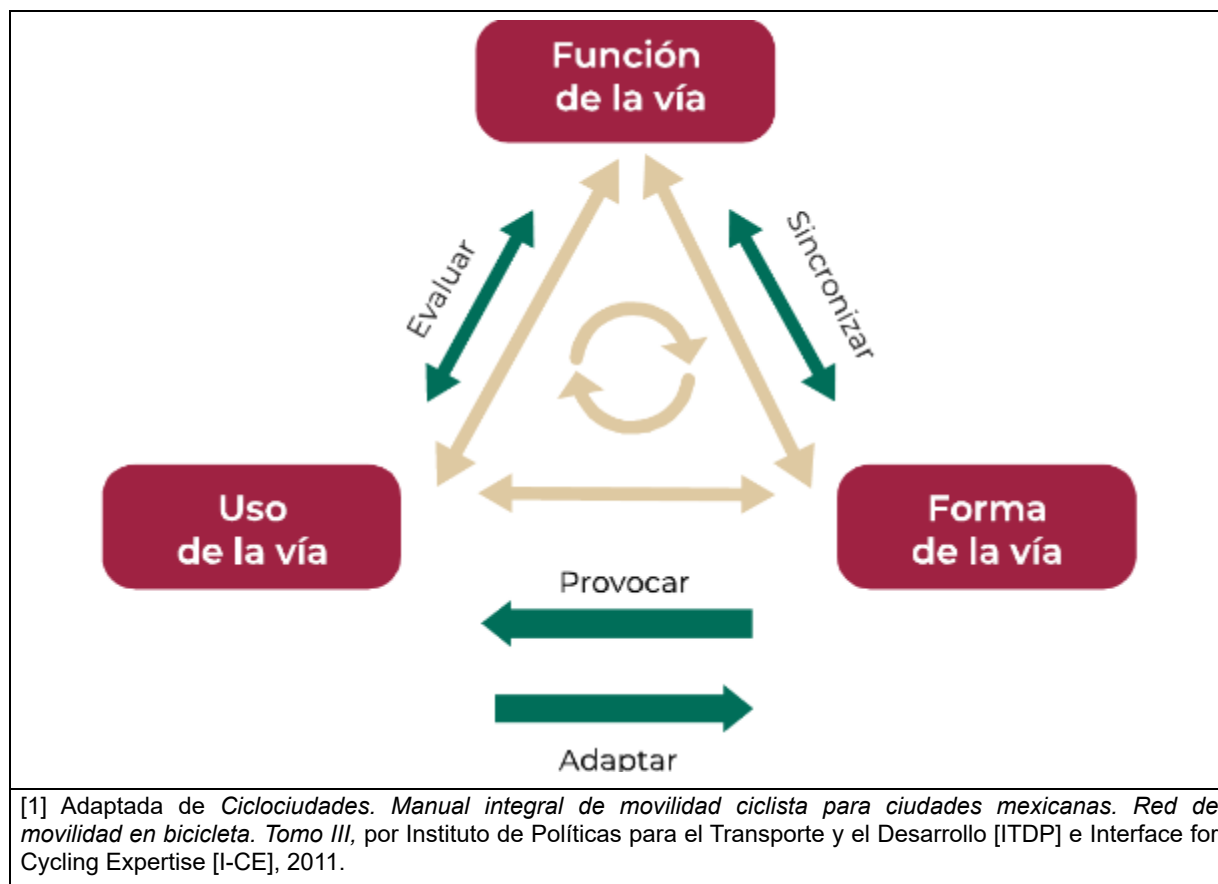 Función
de la vía
Evaluar
Sincronizar
Uso
de la vía
Forma
de la vía
Provocar
Adaptar
[1] Adaptada de Ciclociudades. Manual integral de movilidad ciclista para ciudades mexicanas. Red de
movilidad en bicicleta. Tomo III, por Instituto de Políticas para el Transporte y el Desarrollo [ITDP] e Interface for
Cycling Expertise [I-CE], 2011.